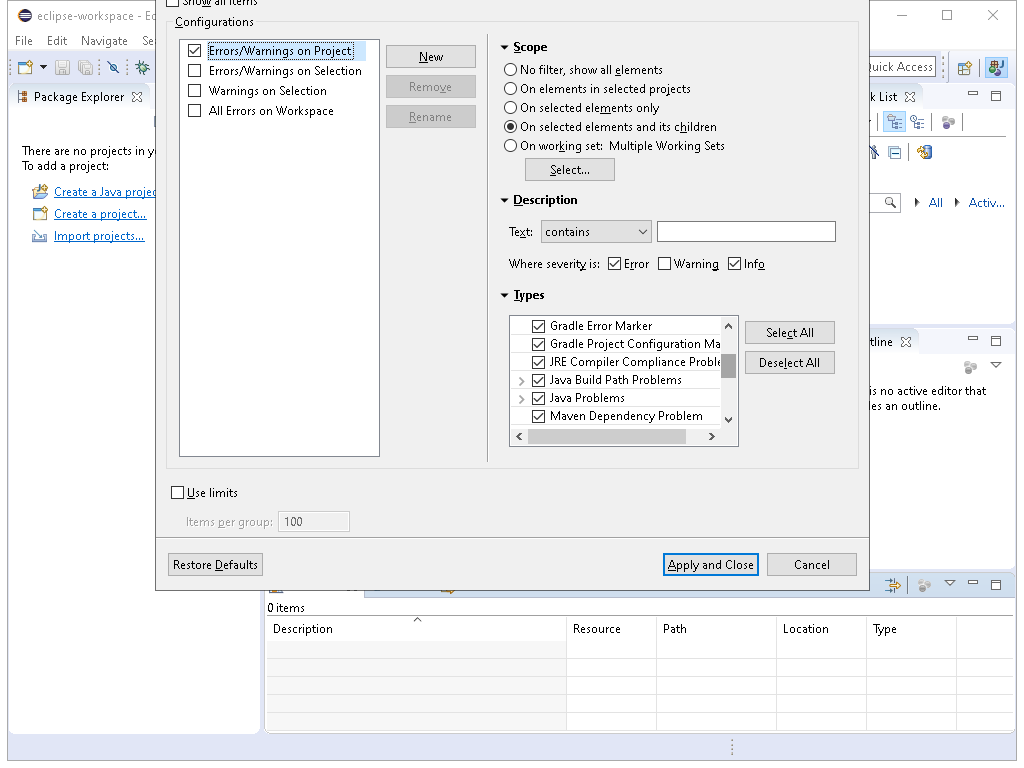 eclipse-workspace - Ec
Show all items
Configurations
File Edit Navigate Se
Errors/Warnings on Project
Errors/Warnings on Selection
Warnings on Selection
All Errors on Workspace
New
Remove
Rename
Scope
No filter, show all elements
On elements in selected projects
On selected elements only
On selected elements and its children
On working set: Multiple Working Sets
Select...
Description
Text: contains
Where severity is: Error Warning Info
Types
Gradle Error Marker
Gradle Project Configuration Ma
JRE Compiler Compliance Proble
Java Build Path Problems
Java Problems
Maven Dependency Problem
Select All
Deselect All
Use limits
Items per group: 100
Restore Defaults
Apply and Close
Cancel
Package Explorer
There are no projects in y
To add a project:
Create a Java projec
Create a project...
Import projects...
Quick Access
k List
All
Activ...
tline
is no active editor that
les an outline.
0 items
Description Resource Path Location Type